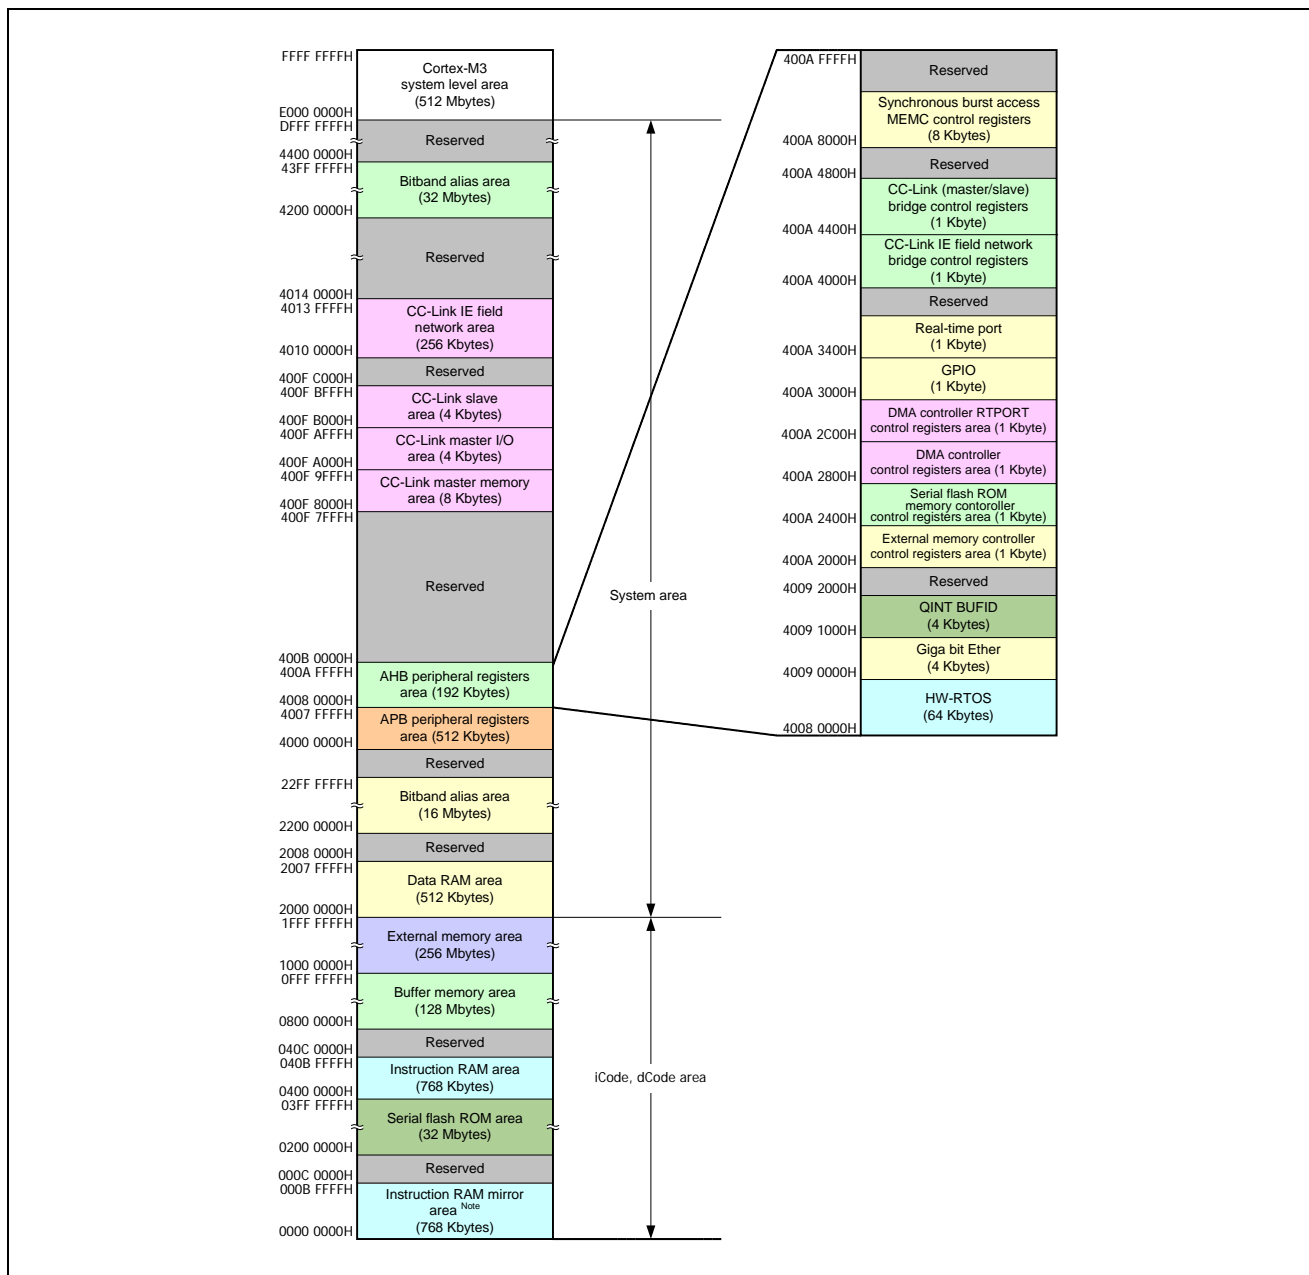 FFFF FFFFH
Cortex-M3
system level area
(512 Mbytes)
E000 0000H
DFFF FFFFH
Reserved
4400 0000H
43FF FFFFH
Bitband alias area
(32 Mbytes)
4200 0000H
Reserved
4014 0000H
4013 FFFFH
CC-Link IE field
network area
(256 Kbytes)
4010 0000H
Reserved
400F C000H
400F BFFFH
CC-Link slave
area (4 Kbytes)
400F B000H
400F AFFFH
CC-Link master I/O
area (4 Kbytes)
400F A000H
400F 9FFFH
CC-Link master memory
area (8 Kbytes)
400F 8000H
400F 7FFFH
Reserved
400B 0000H
400A FFFFH
AHB peripheral registers
area (192 Kbytes)
4008 0000H
4007 FFFFH
APB peripheral registers
area (512 Kbytes)
4000 0000H
Reserved
22FF FFFFH
Bitband alias area
(16 Mbytes)
2200 0000H
Reserved
2008 0000H
2007 FFFFH
Data RAM area
(512 Kbytes)
2000 0000H
1FFF FFFFH
External memory area
(256 Mbytes)
1000 0000H
0FFF FFFFH
Buffer memory area
(128 Mbytes)
0800 0000H
Reserved
040C 0000H
040B FFFFH
Instruction RAM area
(768 Kbytes)
0400 0000H
03FF FFFFH
Serial flash ROM area
(32 Mbytes)
0200 0000H
Reserved
000C 0000H
000B FFFFH
Instruction RAM mirror
area Note
(768 Kbytes)
0000 0000H
System area
iCode, dCode area
400A FFFFH
Reserved
Synchronous burst access
MEMC control registers
(8 Kbytes)
400A 8000H
Reserved
400A 4800H
CC-Link (master/slave)
bridge control registers
(1 Kbyte)
400A 4400H
CC-Link IE field network
bridge control registers
(1 Kbyte)
400A 4000H
Reserved
Real-time port
(1 Kbyte)
400A 3400H
GPIO
(1 Kbyte)
400A 3000H
DMA controller RTPORT
control registers area (1 Kbyte)
400A 2C00H
DMA controller
control registers area (1 Kbyte)
400A 2800H
Serial flash ROM
memory contoroller
control registers area (1 Kbyte)
400A 2400H
External memory controller
control registers area (1 Kbyte)
400A 2000H
Reserved
4009 2000H
QINT BUFID
(4 Kbytes)
4009 1000H
Giga bit Ether
(4 Kbytes)
4009 0000H
HW-RTOS
(64 Kbytes)
4008 0000H